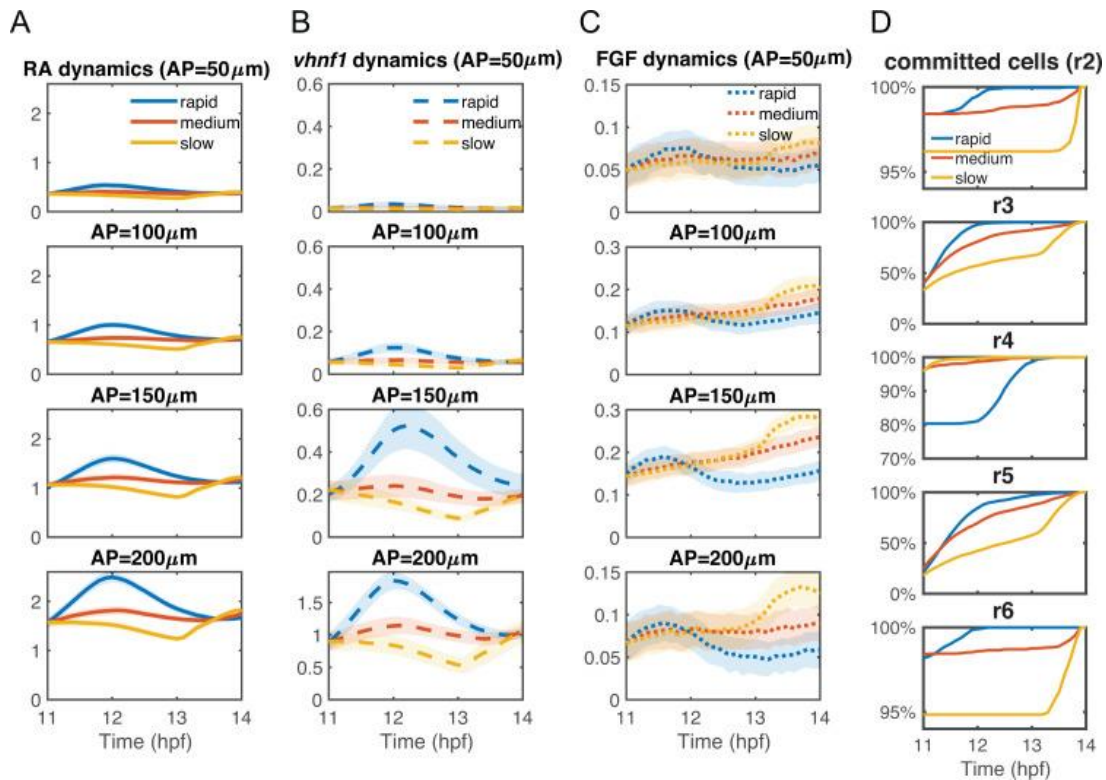 A
RA dynamics (AP=50μm)
rapid
medium
slow
2
1
0
AP=100μm
2
1
0
AP=150μm
2
1
0
AP=200μm
2
1
0
11 12 13 14
Time (hpf)
B
vhnf1 dynamics (AP=50μm)
rapid
medium
slow
0.6
0.4
0.2
0
AP=100μm
0.6
0.4
0.2
0
AP=150μm
0.6
0.4
0.2
0
AP=200μm
1.5
1
0.5
0
11 12 13 14
Time (hpf)
C
FGF dynamics (AP=50μm)
rapid
medium
slow
0.1
0.05
0
AP=100μm
0.3
0.2
0.1
0
AP=150μm
0.3
0.2
0.1
0
AP=200μm
0.15
0.1
0.05
0
11 12 13 14
Time (hpf)
D
committed cells (r2)
100%
95%
rapid
medium
slow
r3
100%
50%
0%
r4
100%
90%
80%
70%
r5
100%
50%
0%
r6
100%
95%
11 12 13 14
Time (hpf)